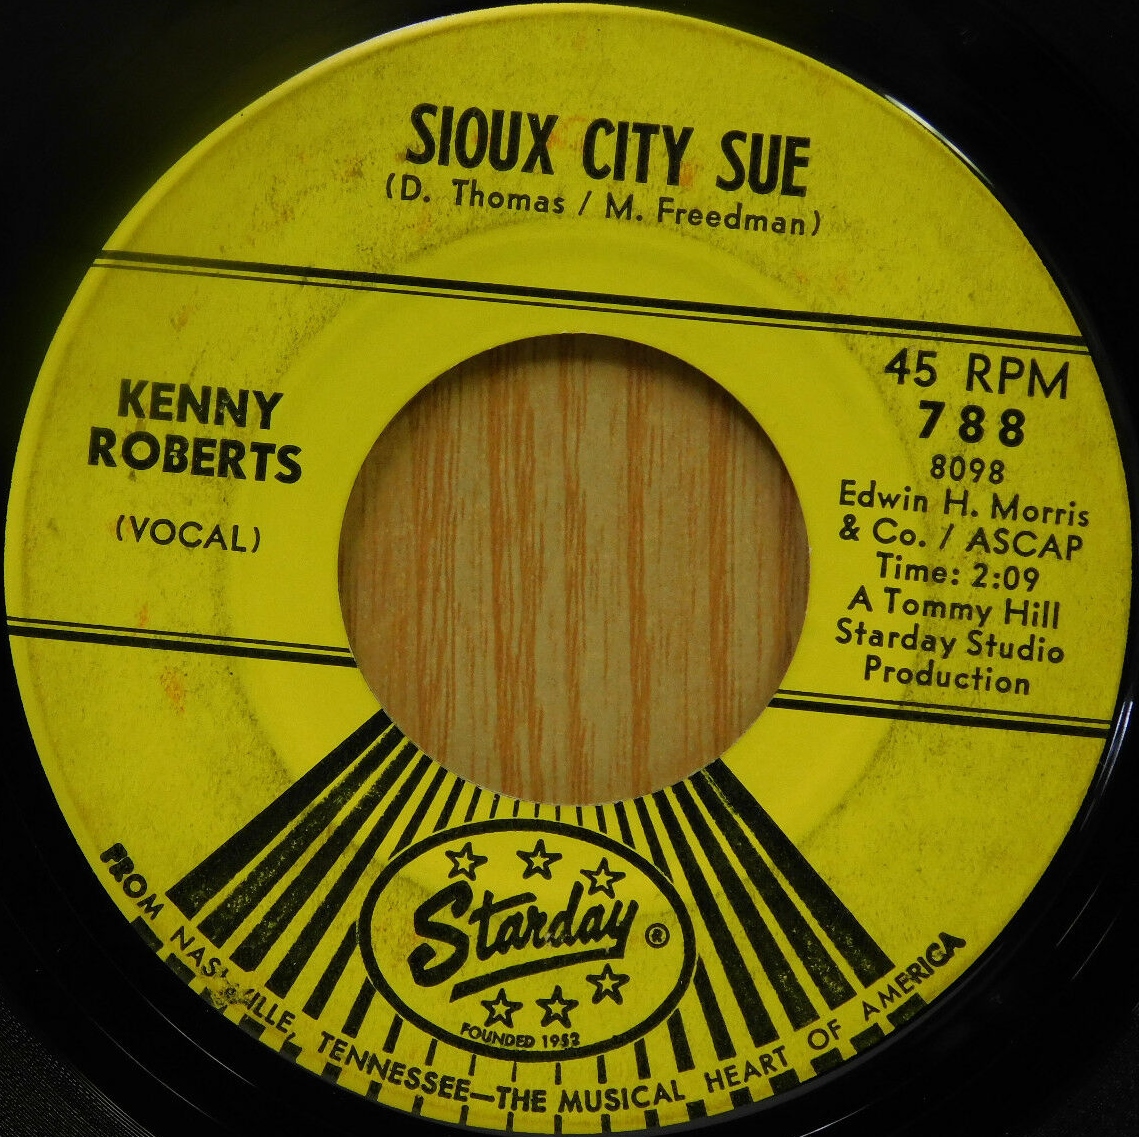 SIOUX CITY SUE
(D. Thomas / M. Freedman)
KENNY
ROBERTS
(VOCAL)
45 RPM
788
8098
Edwin H. Morris
& Co. / ASCAP
Time: 2:09
A Tommy Hill
Starday Studio
Production
Starday ®
FOUNDED 1952
FROM NASHVILLE, TENNESSEE—THE MUSICAL HEART OF AMERICA